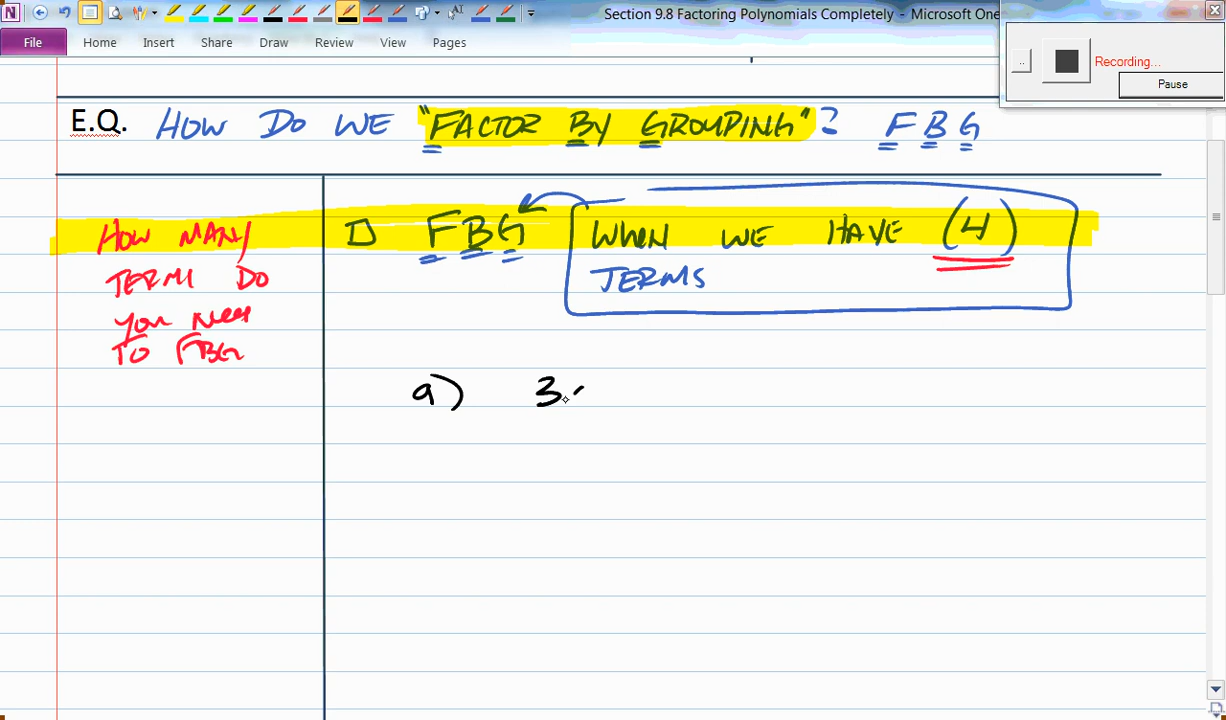 Section 9.8 Factoring Polynomials Completely - Microsoft One
File Home Insert Share Draw Review View Pages
Recording...
Pause
E.Q. HOW DO WE "FACTOR BY GROUPING"? FBG
HOW MANY
TERMS DO
YOU NEED
TO FBG
FBG WHEN WE HAVE (4)
TERMS
a) 3